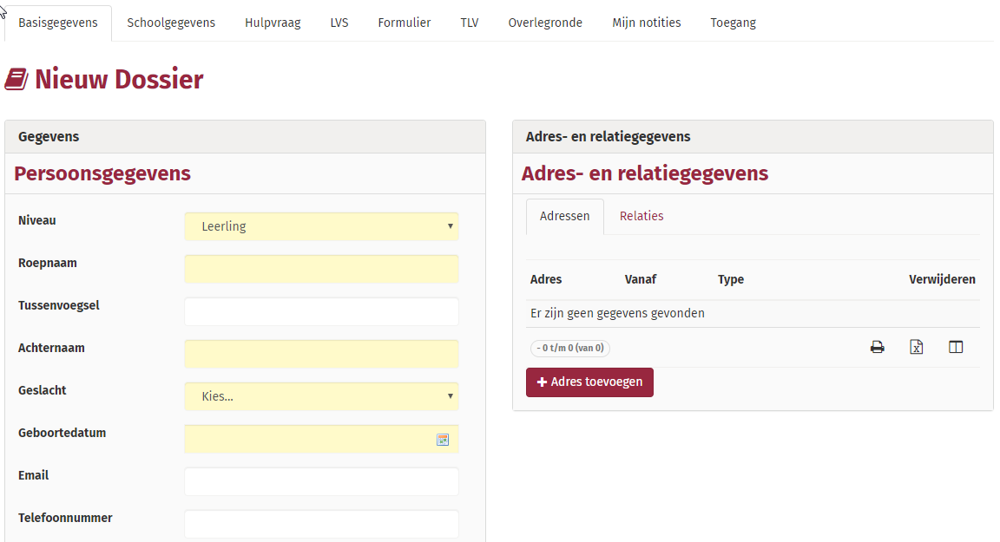 Basisgegevens Schoolgegevens Hulpvraag LVS Formulier TLV Overlegronde Mijn notities Toegang
Nieuw Dossier
Gegevens
Persoonsgegevens
Niveau Leerling
Roepnaam
Tussenvoegsel
Achternaam
Geslacht Kies...
Geboortedatum
Email
Telefoonnummer
Adres- en relatiegegevens
Adres- en relatiegegevens
Adressen Relaties
Adres Vanaf Type Verwijderen
Er zijn geen gegevens gevonden
- 0 t/m 0 (van 0)
Adres toevoegen